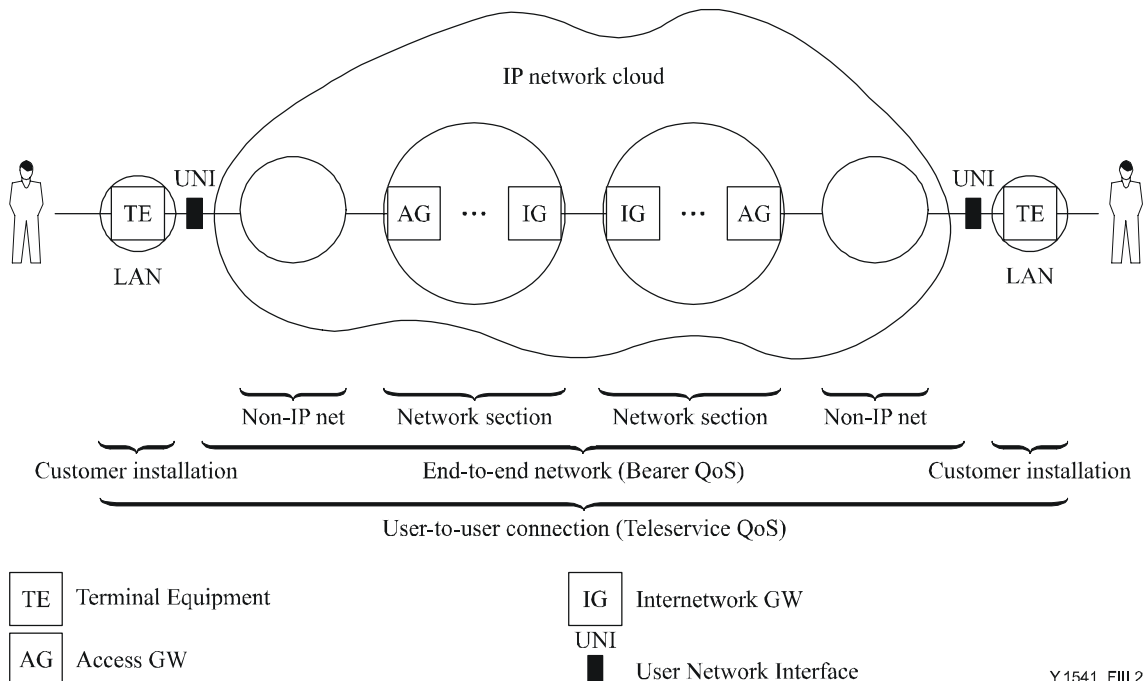 IP network cloud
UNI
UNI
TE
AG
...
IG
IG
...
AG
TE
LAN
LAN
Non-IP net
Network section
Network section
Non-IP net
Customer installation
End-to-end network (Bearer QoS)
Customer installation
User-to-user connection (Teleservice QoS)
TE
Terminal Equipment
IG
Internetwork GW
UNI
AG
Access GW
User Network Interface
Y.1541_FIII.2